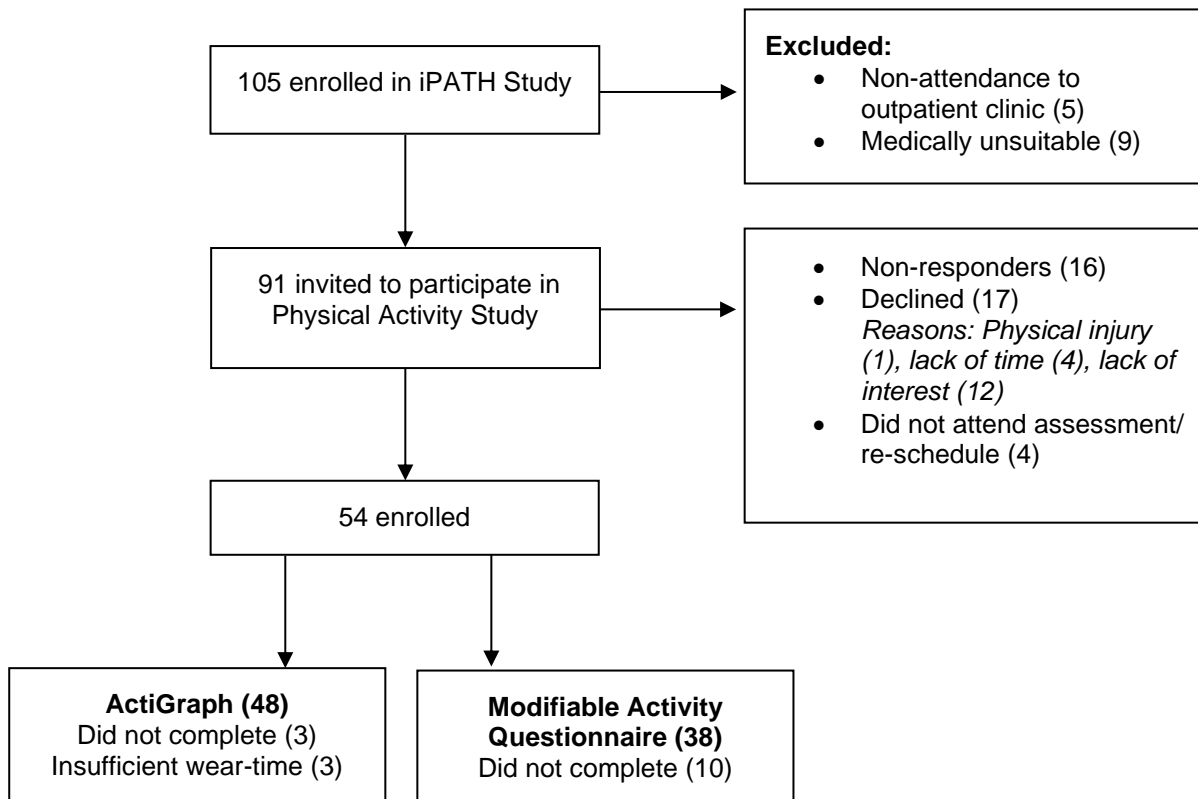 105 enrolled in iPATH Study
Excluded:
• Non-attendance to
outpatient clinic (5)
• Medically unsuitable (9)
91 invited to participate in
Physical Activity Study
• Non-responders (16)
• Declined (17)
Reasons: Physical injury
(1), lack of time (4), lack of
interest (12)
• Did not attend assessment/
re-schedule (4)
54 enrolled
ActiGraph (48)
Did not complete (3)
Insufficient wear-time (3)
Modifiable Activity
Questionnaire (38)
Did not complete (10)